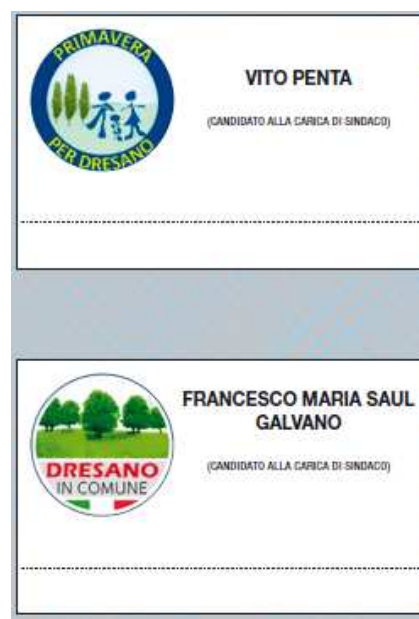 PRIMAVERA
PER DRESANO
VITO PENTA
(CANDIDATO ALLA CARICA DI SINDACO)
DRESANO
IN COMUNE
FRANCESCO MARIA SAUL
GALVANO
(CANDIDATO ALLA CARICA DI SINDACO)